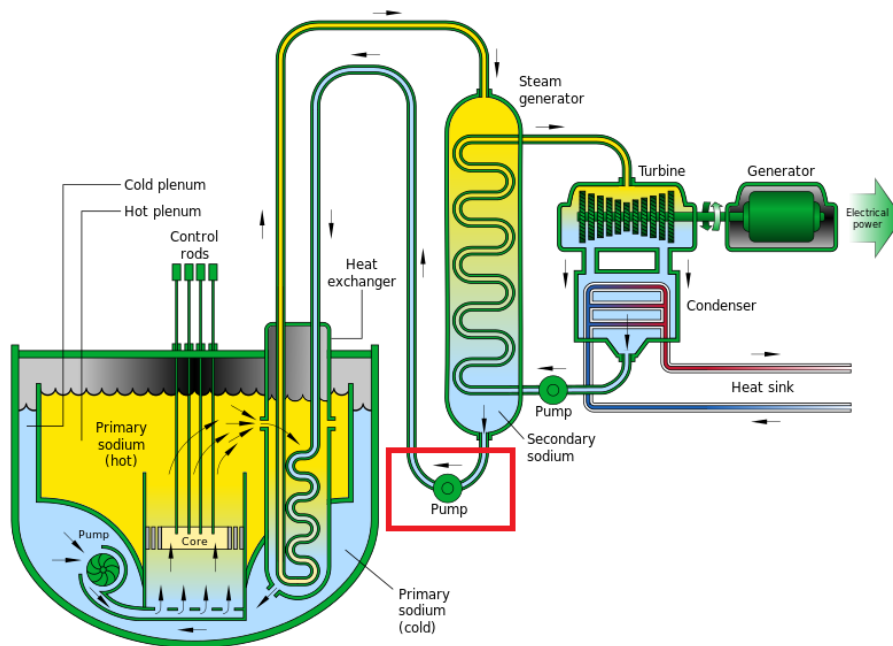 Steam
generator
Turbine
Generator
Electrical
power
Cold plenum
Hot plenum
Control
rods
Heat
exchanger
Condenser
Heat sink
Pump
Primary
sodium
(hot)
Secondary
sodium
Pump
Pump
Core
Primary
sodium
(cold)